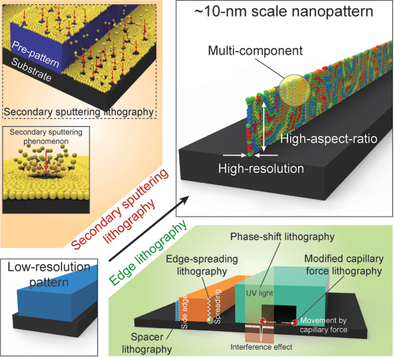 Pre-pattern
Substrate
Secondary sputtering lithography
Secondary sputtering
phenomenon
Low-resolution
pattern
Secondary sputtering
lithography
Edge lithography
~10-nm scale nanopattern
Multi-component
High-aspect-ratio
High-resolution
Phase-shift lithography
Edge-spreading
lithography
Modified capillary
force lithography
UV light
Side edge
Spreading
Spacer
lithography
Movement by
capillary force
Interference effect